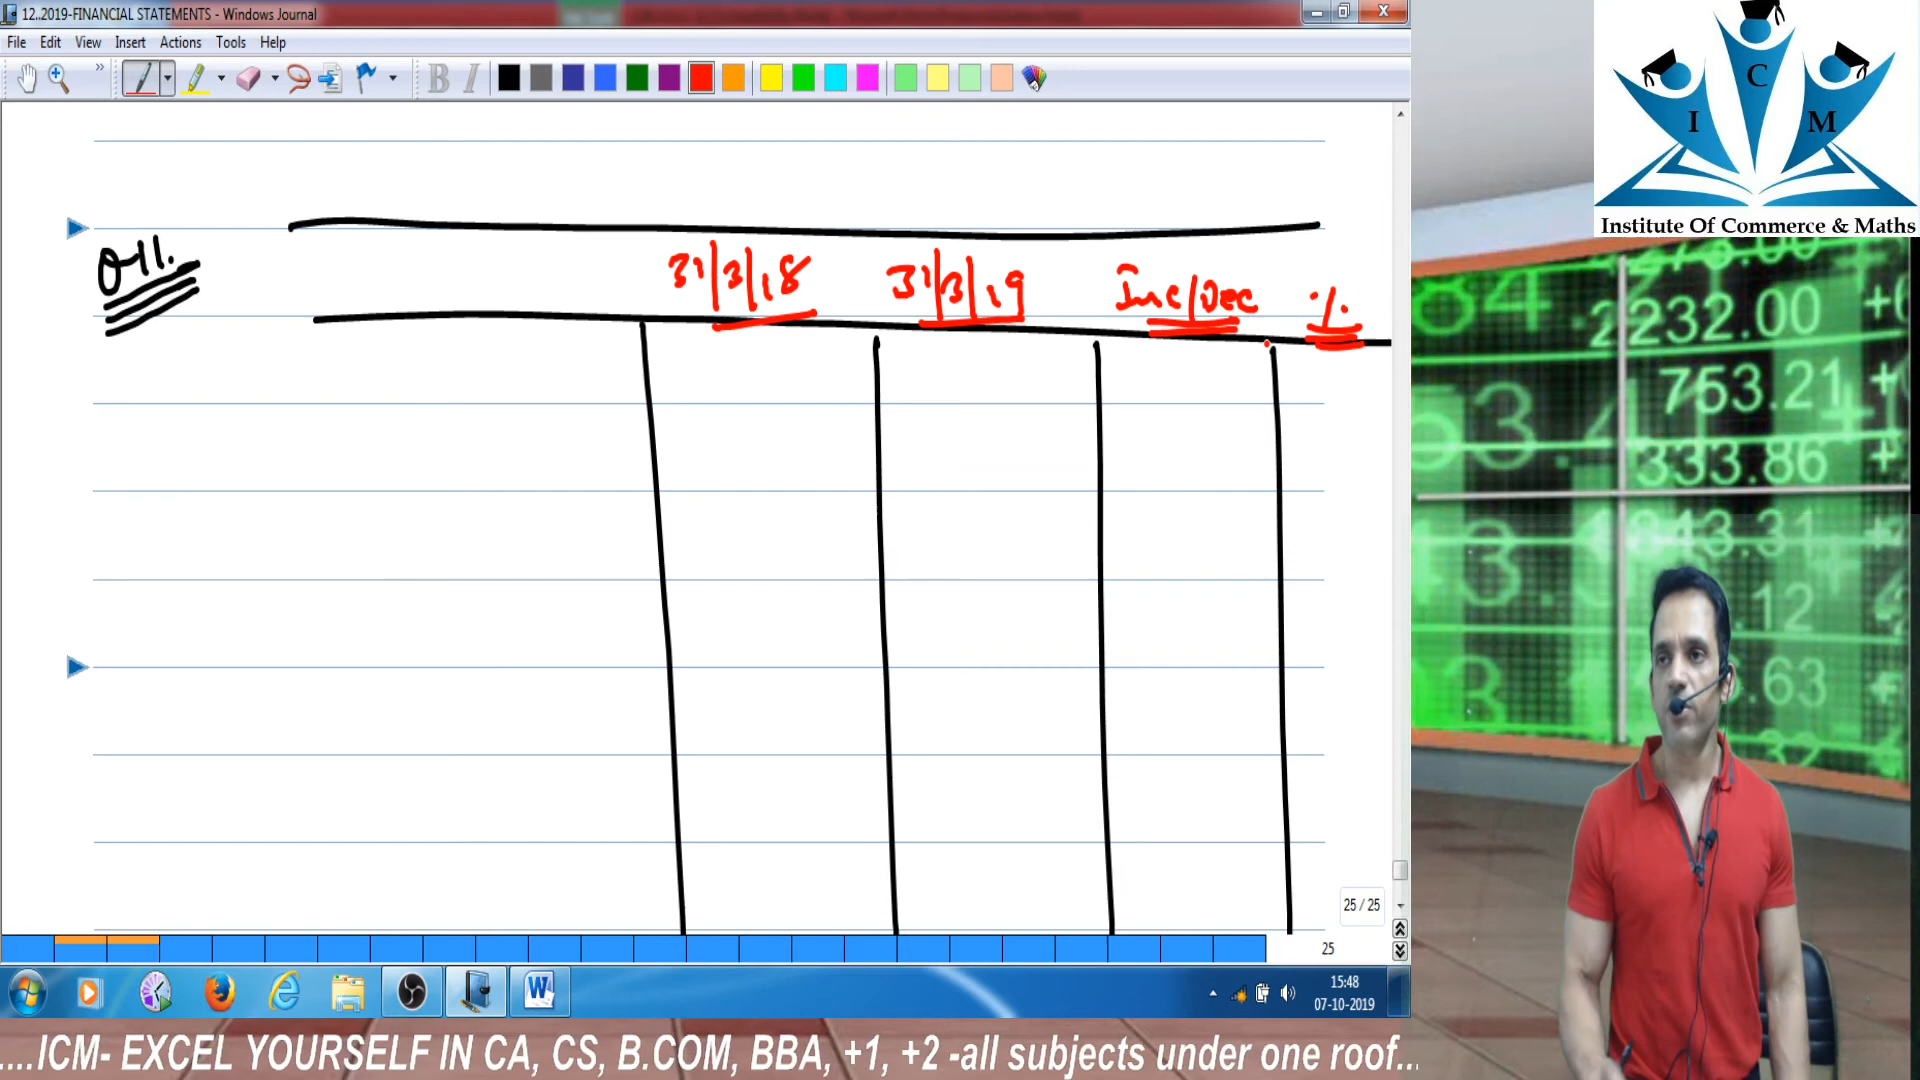 12..2019-FINANCIAL STATEMENTS - Windows Journal
File Edit View Insert Actions Tools Help
B I
I C M
Institute Of Commerce & Maths
Q-11.
31/3/18 31/3/19 Inc/Dec %
2232.00
753.21
333.86
25 / 25
25
15:48
07-10-2019
....ICM- EXCEL YOURSELF IN CA, CS, B.COM, BBA, +1, +2 -all subjects under one roof...